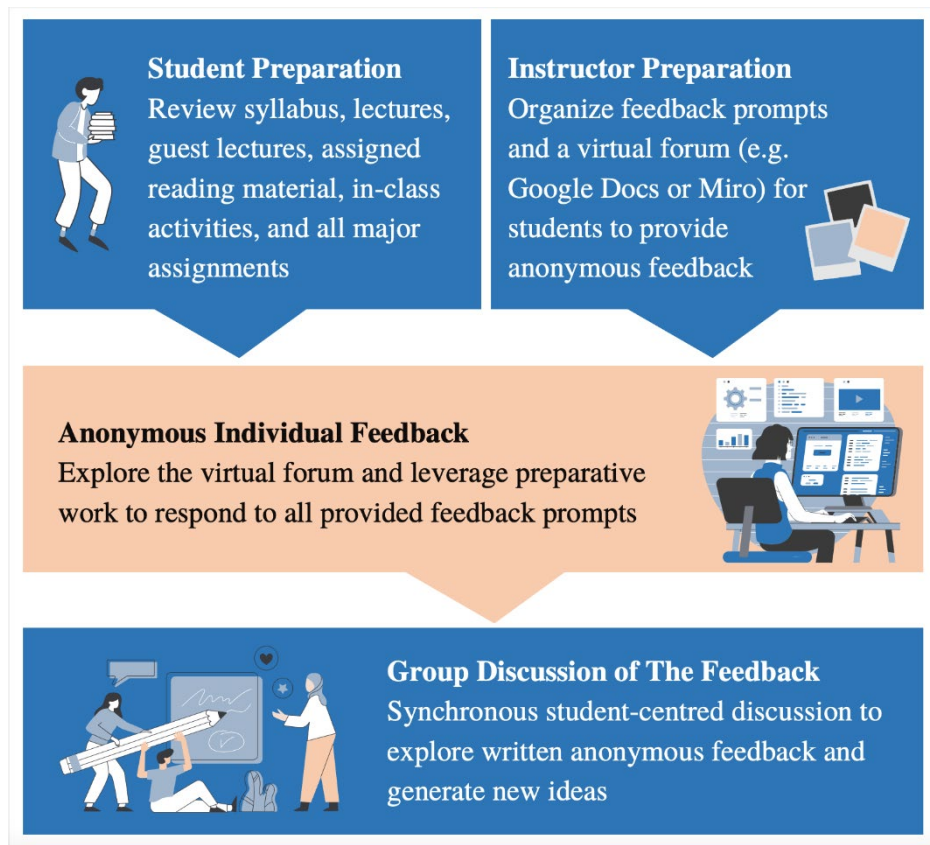 Student Preparation
Review syllabus, lectures,
guest lectures, assigned
reading material, in-class
activities, and all major
assignments
Instructor Preparation
Organize feedback prompts
and a virtual forum (e.g.
Google Docs or Miro) for
students to provide
anonymous feedback
Anonymous Individual Feedback
Explore the virtual forum and leverage preparative
work to respond to all provided feedback prompts
Group Discussion of The Feedback
Synchronous student-centred discussion to
explore written anonymous feedback and
generate new ideas